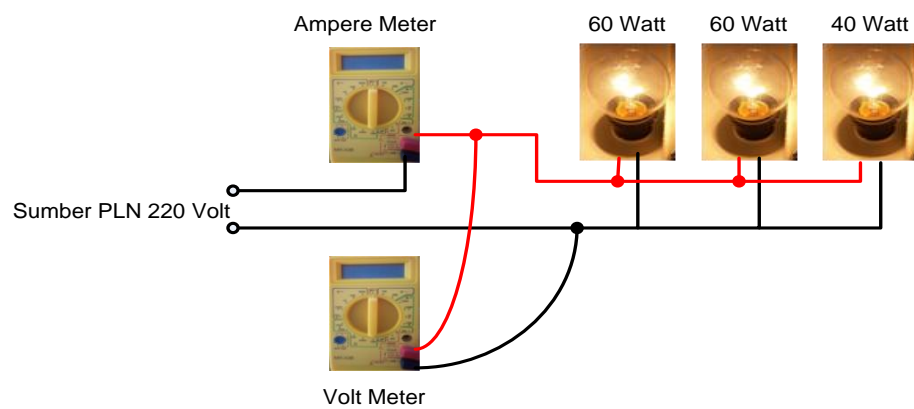 Ampere Meter
60 Watt
60 Watt
40 Watt
Sumber PLN 220 Volt
Volt Meter